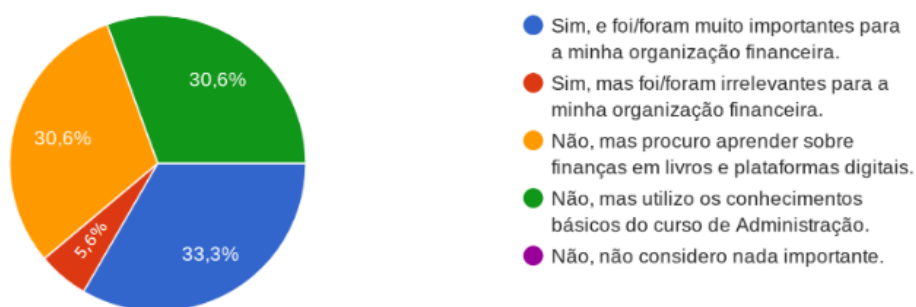 30,6%
30,6%
5,6%
33,3%
Sim, e foi/foram muito importantes para
a minha organização financeira.
Sim, mas foi/foram irrelevantes para a
minha organização financeira.
Não, mas procuro aprender sobre
finanças em livros e plataformas digitais.
Não, mas utilizo os conhecimentos
básicos do curso de Administração.
Não, não considero nada importante.